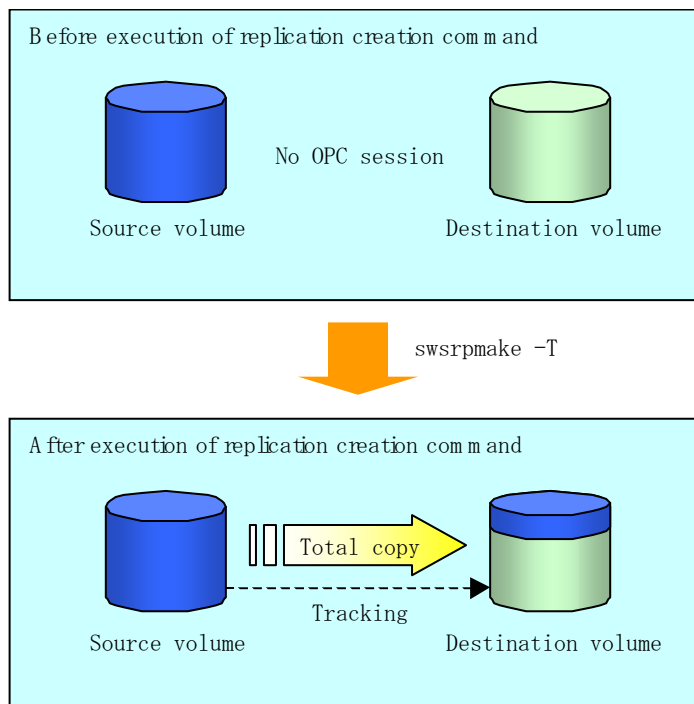 Before execution of replication creation command
No OPC session
Source volume
Destination volume
swsrpmake -T
After execution of replication creation command
Total copy
Tracking
Source volume
Destination volume